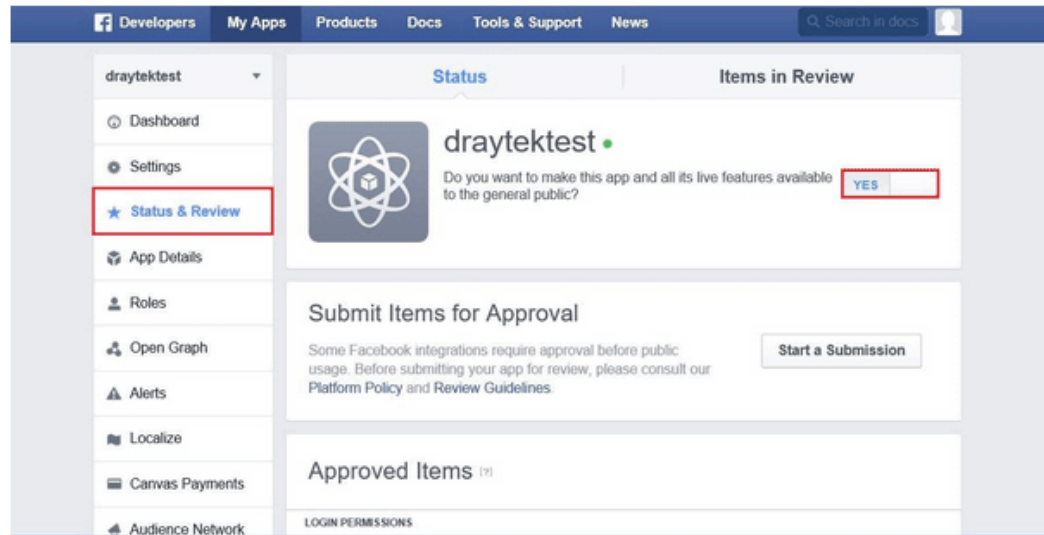 f Developers My Apps Products Docs Tools & Support News Search in docs
draytektest
Dashboard
Settings
Status & Review
App Details
Roles
Open Graph
Alerts
Localize
Canvas Payments
Audience Network
Status Items in Review
draytektest
Do you want to make this app and all its live features available
to the general public?
YES
Submit Items for Approval
Some Facebook integrations require approval before public
usage. Before submitting your app for review, please consult our
Platform Policy and Review Guidelines.
Start a Submission
Approved Items [?]
LOGIN PERMISSIONS